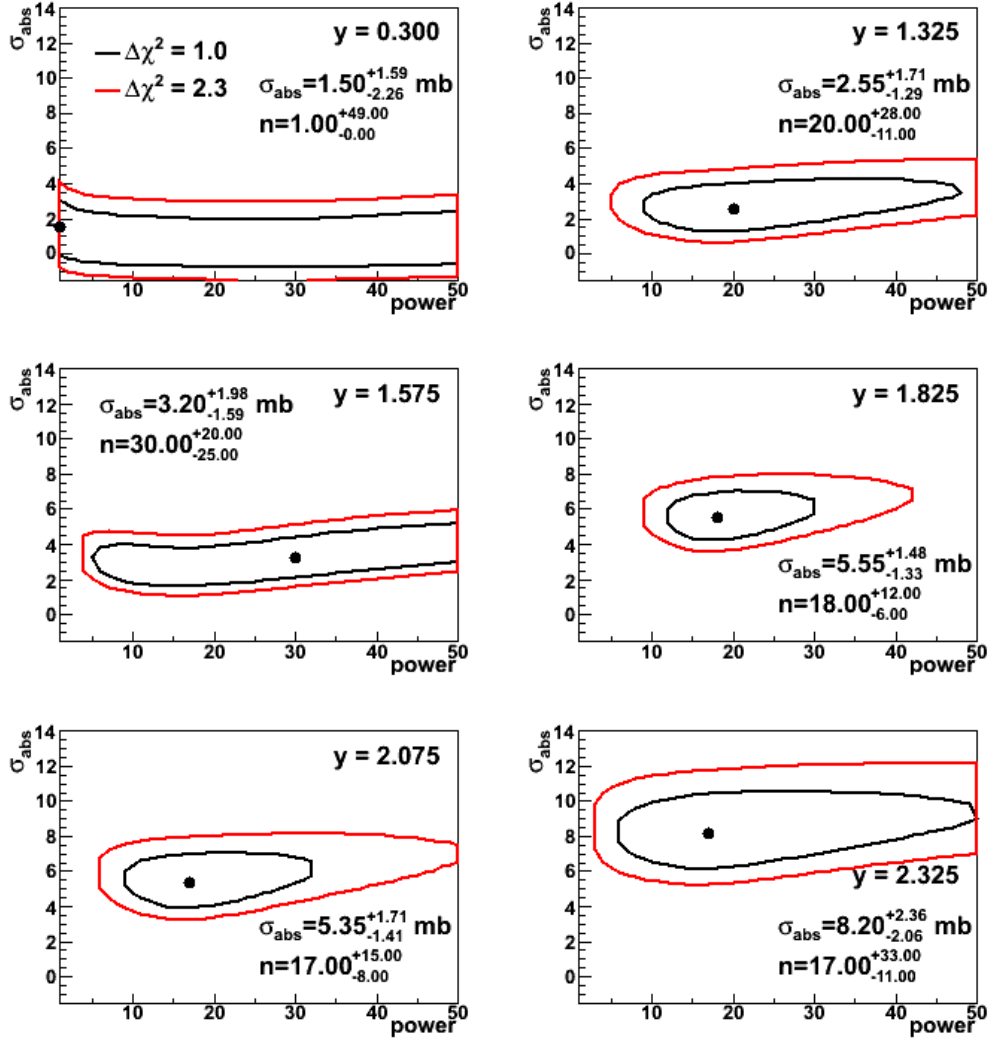 σabs
14
12
10
8
6
4
2
0
y = 0.300
Δχ² = 1.0
Δχ² = 2.3
σabs=1.50+1.59-2.26 mb
n=1.00+49.00-0.00
10 20 30 40 50
power
σabs
14
12
10
8
6
4
2
0
y = 1.325
σabs=2.55+1.71-1.29 mb
n=20.00+28.00-11.00
10 20 30 40 50
power
σabs
14
12
10
8
6
4
2
0
y = 1.575
σabs=3.20+1.98-1.59 mb
n=30.00+20.00-25.00
10 20 30 40 50
power
σabs
14
12
10
8
6
4
2
0
y = 1.825
σabs=5.55+1.48-1.33 mb
n=18.00+12.00-6.00
10 20 30 40 50
power
σabs
14
12
10
8
6
4
2
0
y = 2.075
σabs=5.35+1.71-1.41 mb
n=17.00+15.00-8.00
10 20 30 40 50
power
σabs
14
12
10
8
6
4
2
0
y = 2.325
σabs=8.20+2.36-2.06 mb
n=17.00+33.00-11.00
10 20 30 40 50
power